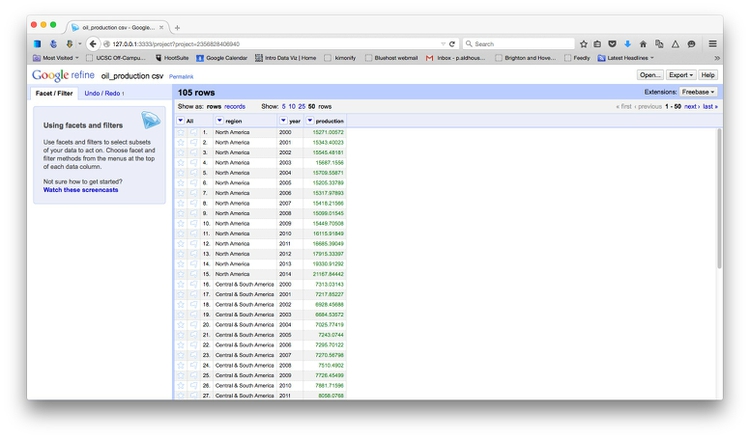 oil_production csv - Google...
127.0.0.1:3333/project?project=2356828406940
Search
Most Visited UCSC Off-Campu... HootSuite Google Calendar Intro Data Viz | Home kimonify Bluehost webmail Inbox - p.aldhous... Brighton and Hove... Feedly Latest Headlines
Google refine oil_production csv Permalink Open... Export Help
Facet / Filter Undo / Redo 1
105 rows
Extensions: Freebase
Show as: rows records Show: 5 10 25 50 rows
« first ‹ previous 1 - 50 next › last »
Using facets and filters
Use facets and filters to select subsets
of your data to act on. Choose facet and
filter methods from the menus at the top
of each data column.
Not sure how to get started?
Watch these screencasts
All region year production
1. North America 2000 15271.00572
2. North America 2001 15343.40023
3. North America 2002 15545.48181
4. North America 2003 15667.1556
5. North America 2004 15709.55871
6. North America 2005 15205.33789
7. North America 2006 15317.97893
8. North America 2007 15418.21566
9. North America 2008 15099.01545
10. North America 2009 15449.70508
11. North America 2010 16115.91849
12. North America 2011 16685.39049
13. North America 2012 17915.33397
14. North America 2013 19330.91292
15. North America 2014 21167.84442
16. Central & South America 2000 7313.03143
17. Central & South America 2001 7217.85227
18. Central & South America 2002 6928.45688
19. Central & South America 2003 6684.53572
20. Central & South America 2004 7025.77419
21. Central & South America 2005 7243.0744
22. Central & South America 2006 7295.70122
23. Central & South America 2007 7270.56798
24. Central & South America 2008 7510.4902
25. Central & South America 2009 7726.45499
26. Central & South America 2010 7881.71596
27. Central & South America 2011 8058.0788